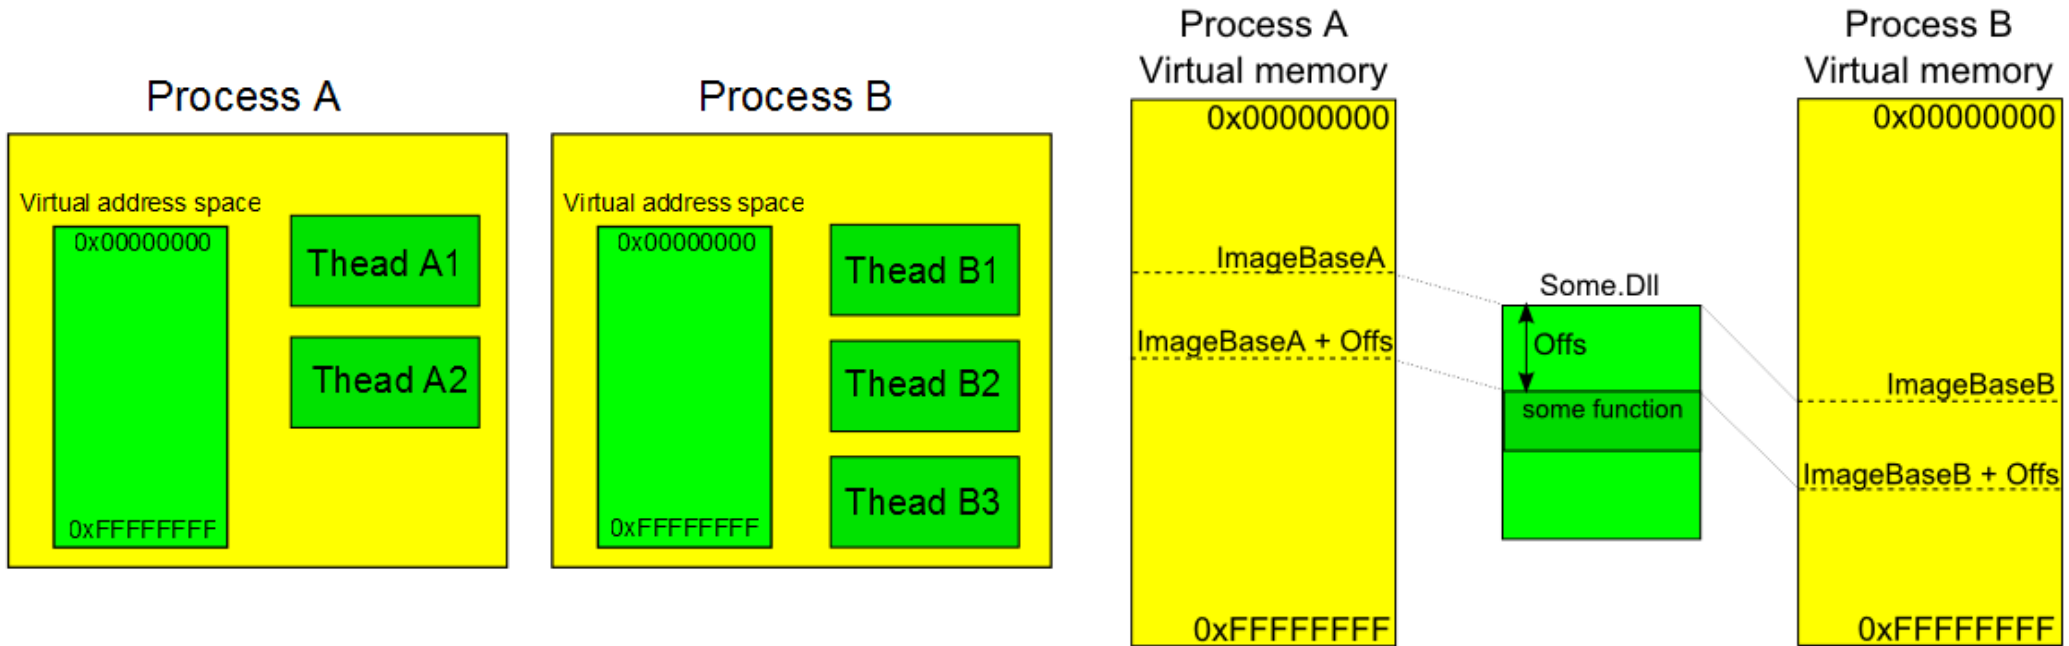 Process A
Virtual address space
0x00000000
0xFFFFFFFF
Thead A1
Thead A2
Process B
Virtual address space
0x00000000
0xFFFFFFFF
Thead B1
Thead B2
Thead B3
Process A
Virtual memory
0x00000000
ImageBaseA
ImageBaseA + Offs
0xFFFFFFFF
Some.Dll
Offs
some function
Process B
Virtual memory
0x00000000
ImageBaseB
ImageBaseB + Offs
0xFFFFFFFF